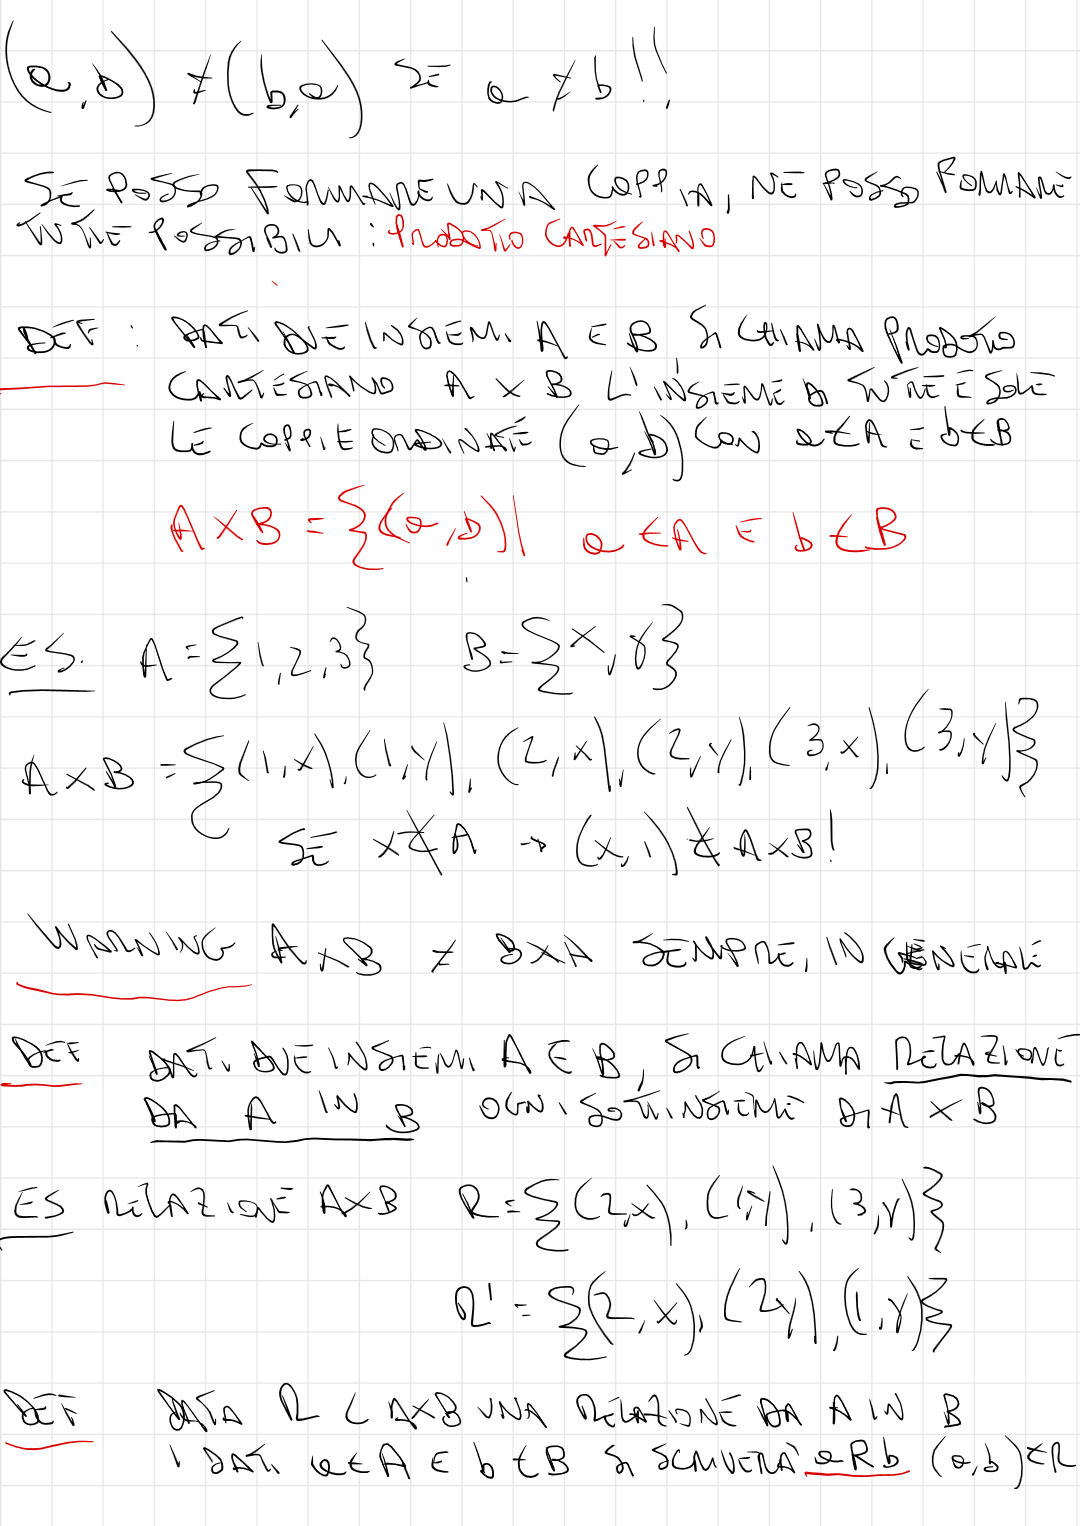 (a,b) ≠ (b,a) SE a ≠ b!!
SE POSSO FORMARE UNA COPPIA, NE POSSO FORMARE
TUTTE POSSIBILI : PRODOTTO CARTESIANO
DEF : DATI DUE INSIEMI A E B, SI CHIAMA PRODOTTO
CARTESIANO A × B L'INSIEME DI TUTTE E SOLE
LE COPPIE ORDINATE (a,b) CON a∈A E b∈B
A×B = {(a,b)| a ∈A E b ∈B
ES. A = {1,2,3} B = {x,y}
A×B = {(1,x),(1,y),(2,x),(2,y),(3,x),(3,y)}
SE x∉A → (x,1)∉A×B!
WARNING A×B ≠ B×A SEMPRE, IN GENERALE
DEF DATI DUE INSIEMI A E B, SI CHIAMA RELAZIONE
DA A IN B OGNI SOTTINSIEME DI A × B
ES RELAZIONE A×B R={(2,x),(1,y),(3,y)}
R' = {(2,x),(2y),(1,y)}
DEF DATA R ⊂ A×B UNA RELAZIONE DA A IN B
I DATI a∈A E b∈B SI SCRIVERÀ aRb (a,b)∈R